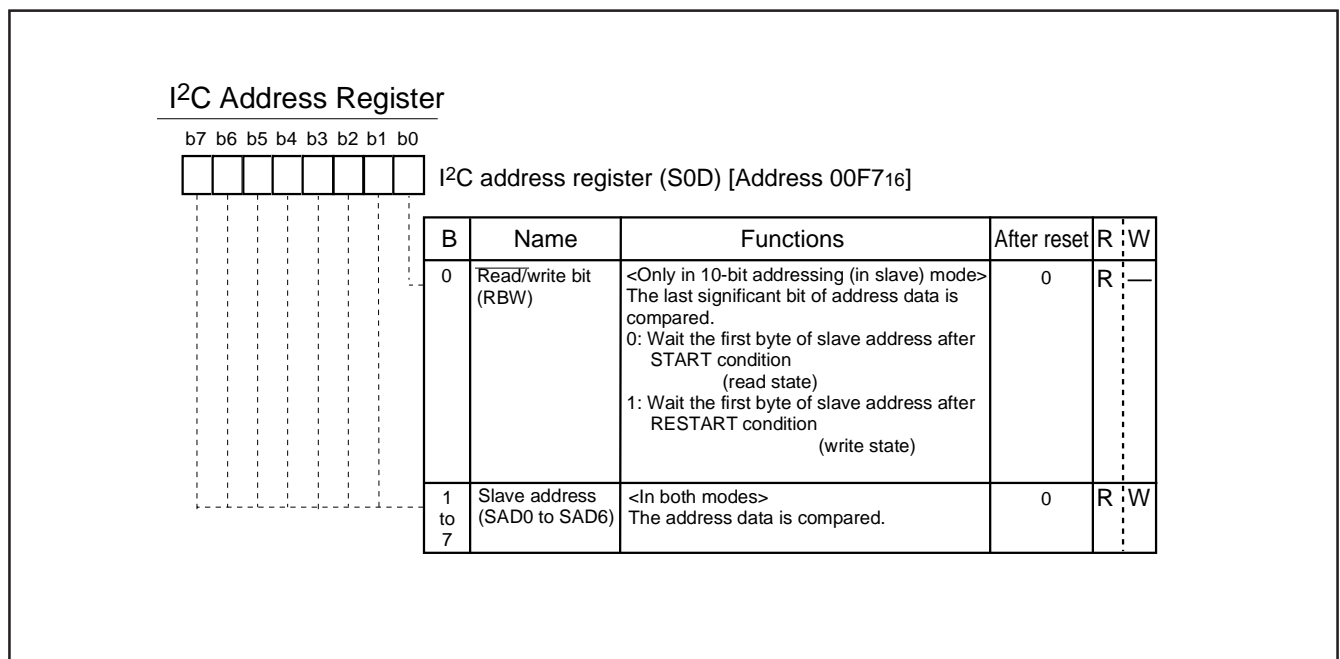 I2C Address Register
b7 b6 b5 b4 b3 b2 b1 b0
I2C address register (S0D) [Address 00F716]
B Name Functions After reset R W
0 Read/write bit (RBW) <Only in 10-bit addressing (in slave) mode> 0 R —
The last significant bit of address data is
compared.
0: Wait the first byte of slave address after
START condition
(read state)
1: Wait the first byte of slave address after
RESTART condition
(write state)
1 to 7 Slave address (SAD0 to SAD6) <In both modes> 0 R W
The address data is compared.